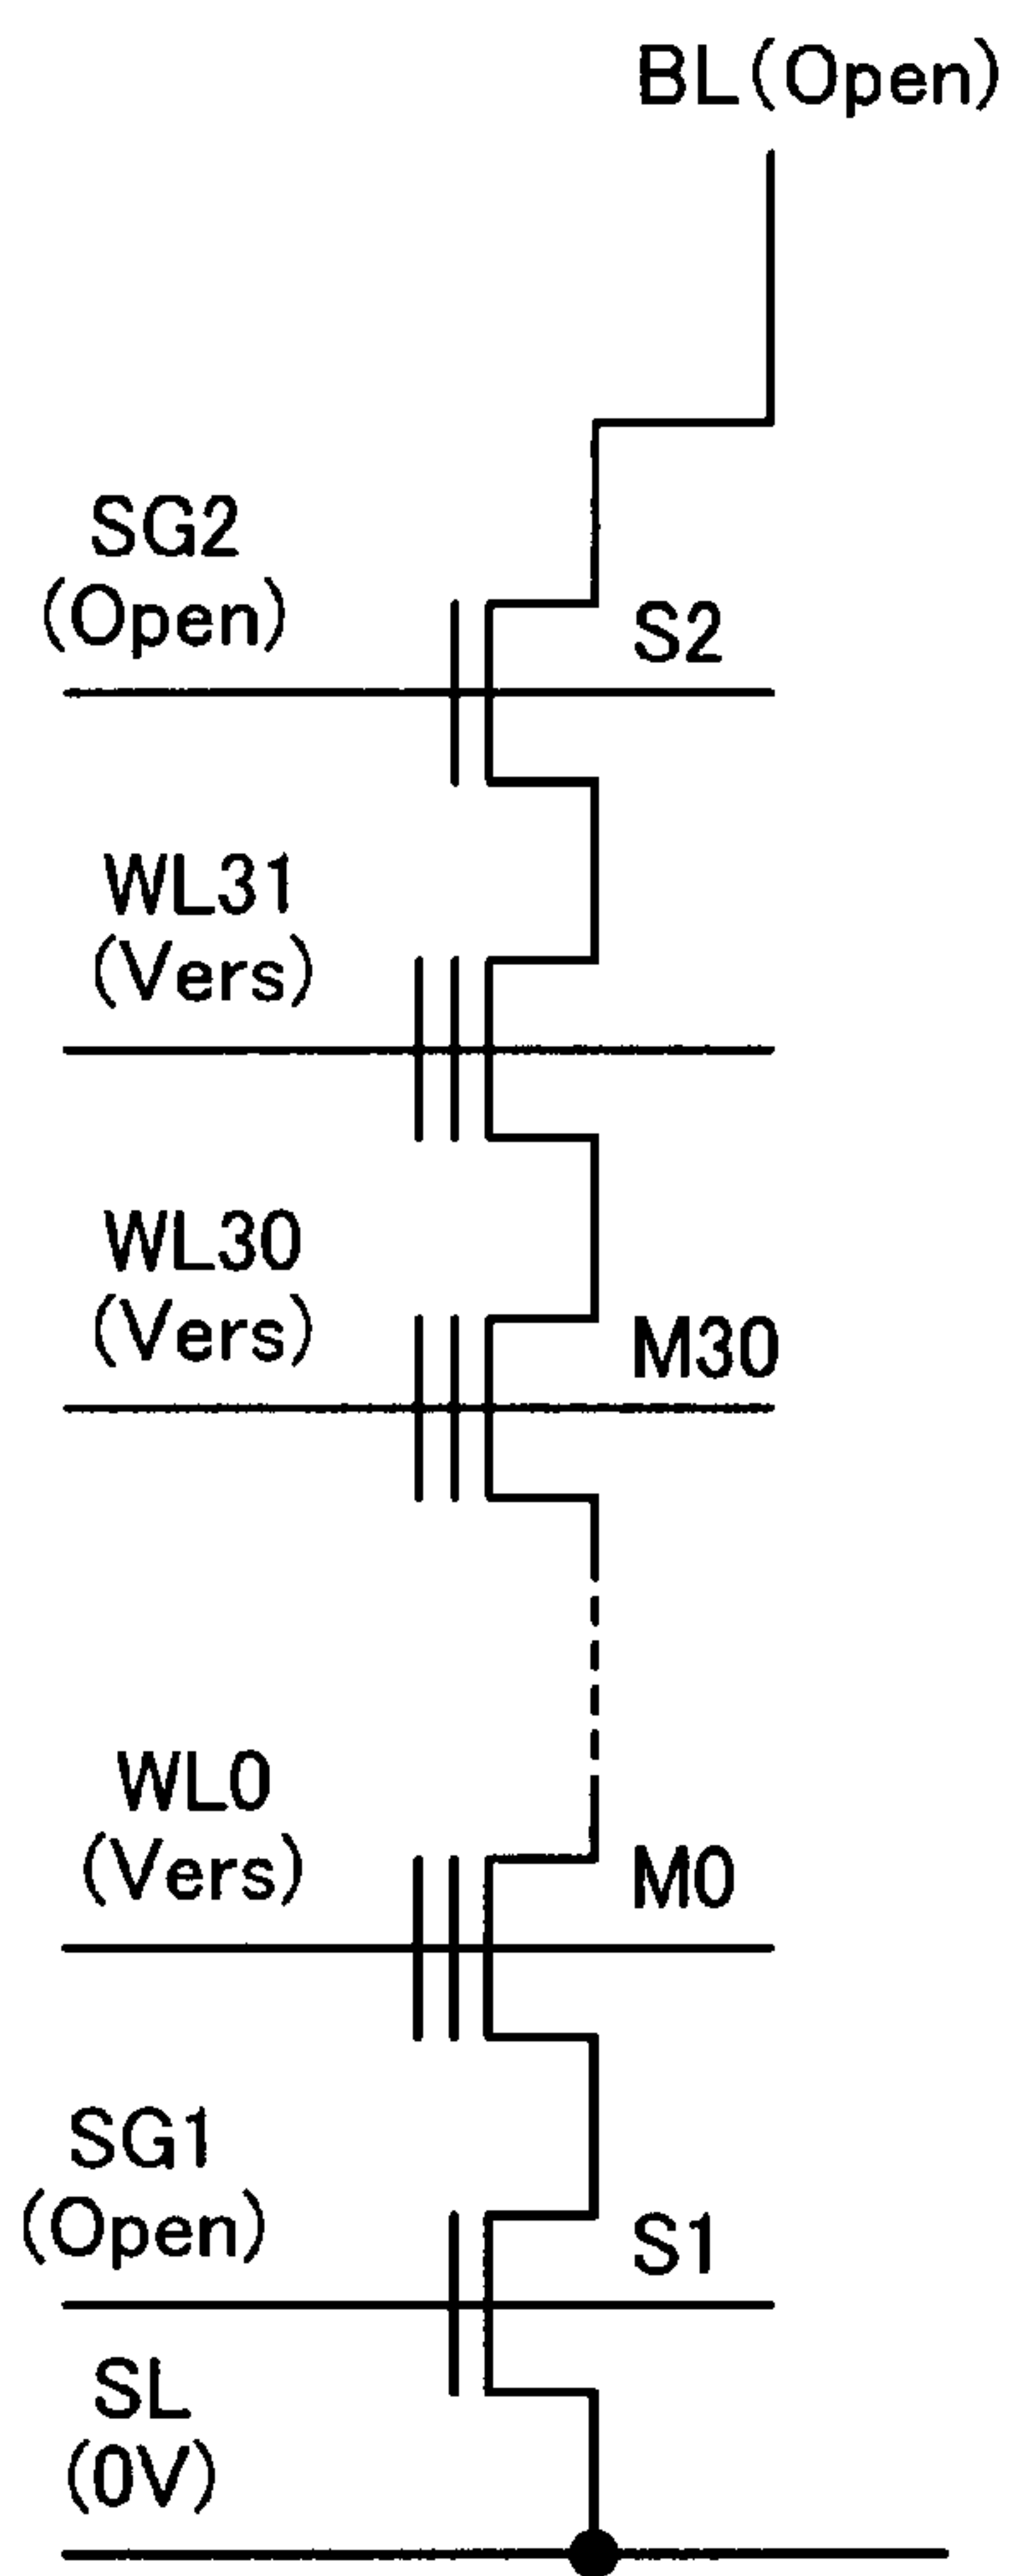 BL(Open)
SG2
(Open)
S2
WL31
(Vers)
WL30
(Vers)
M30
WL0
(Vers)
M0
SG1
(Open)
S1
SL
(0V)